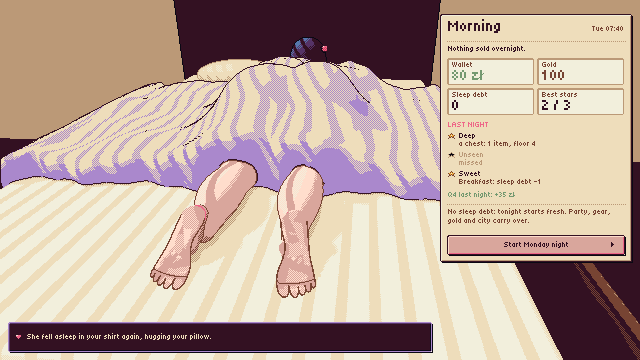 Morning
Tue 07:40
Nothing sold overnight.
Wallet
80 zł
Gold
100
Sleep debt
0
Best stars
2 / 3
LAST NIGHT
Deep
a chest: 1 item, floor 4
Unseen
missed
Sweet
Breakfast: sleep debt -1
Q4 last night: +35 zł
No sleep debt: tonight starts fresh. Party, gear,
gold and city carry over.
Start Monday night
She fell asleep in your shirt again, hugging your pillow.